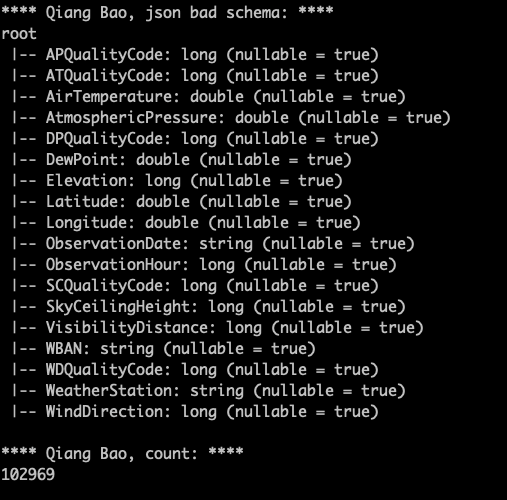 **** Qiang Bao, json bad schema: ****
root
 |-- APQualityCode: long (nullable = true)
 |-- ATQualityCode: long (nullable = true)
 |-- AirTemperature: double (nullable = true)
 |-- AtmosphericPressure: double (nullable = true)
 |-- DPQualityCode: long (nullable = true)
 |-- DewPoint: double (nullable = true)
 |-- Elevation: long (nullable = true)
 |-- Latitude: double (nullable = true)
 |-- Longitude: double (nullable = true)
 |-- ObservationDate: string (nullable = true)
 |-- ObservationHour: long (nullable = true)
 |-- SCQualityCode: long (nullable = true)
 |-- SkyCeilingHeight: long (nullable = true)
 |-- VisibilityDistance: long (nullable = true)
 |-- WBAN: string (nullable = true)
 |-- WDQualityCode: long (nullable = true)
 |-- WeatherStation: string (nullable = true)
 |-- WindDirection: long (nullable = true)

**** Qiang Bao, count: ****
102969